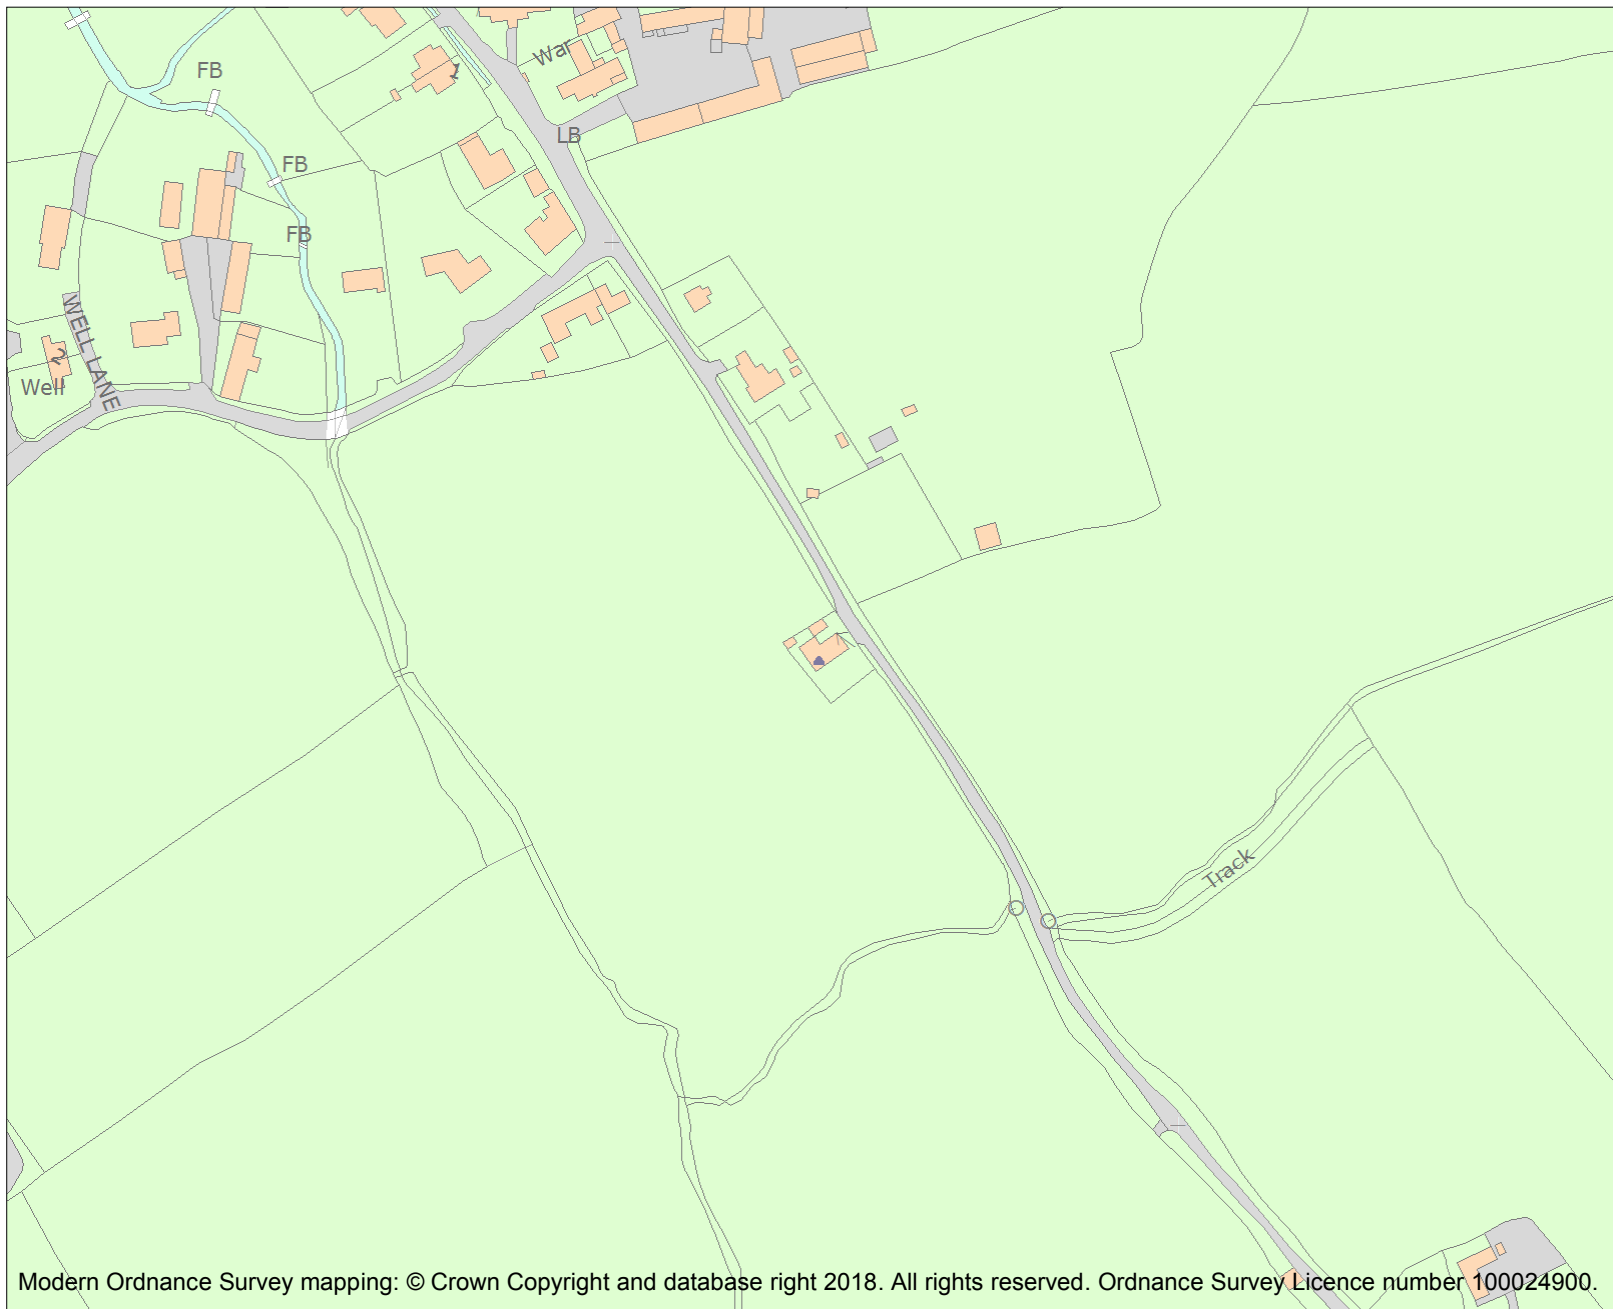 War
1
FB
LB
FB
FB
WELL LANE
2
Well
Track
Modern Ordnance Survey mapping: © Crown Copyright and database right 2018. All rights reserved. Ordnance Survey Licence number 100024900.